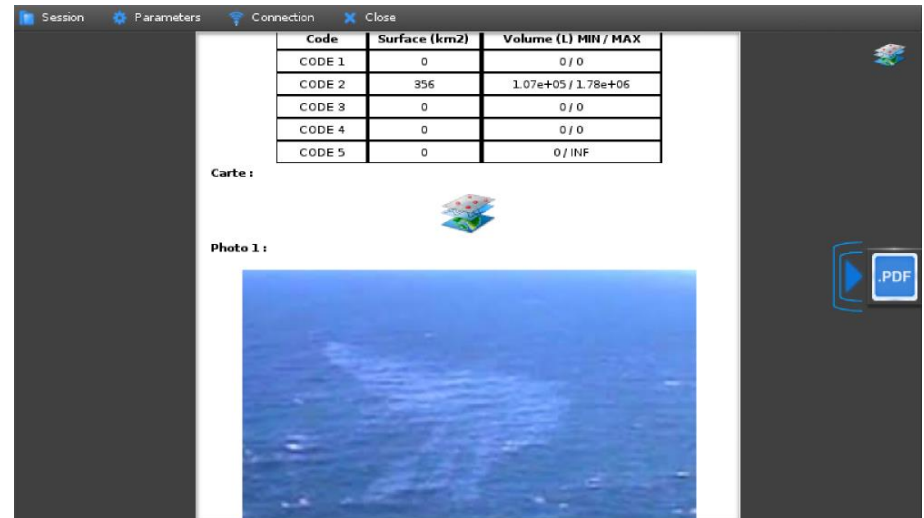 Session Parameters Connection Close
Code Surface (km2) Volume (L) MIN / MAX
CODE 1 0 0 / 0
CODE 2 356 1.07e+05 / 1.78e+06
CODE 3 0 0 / 0
CODE 4 0 0 / 0
CODE 5 0 0 / INF
Carte :
Photo 1 :
.PDF